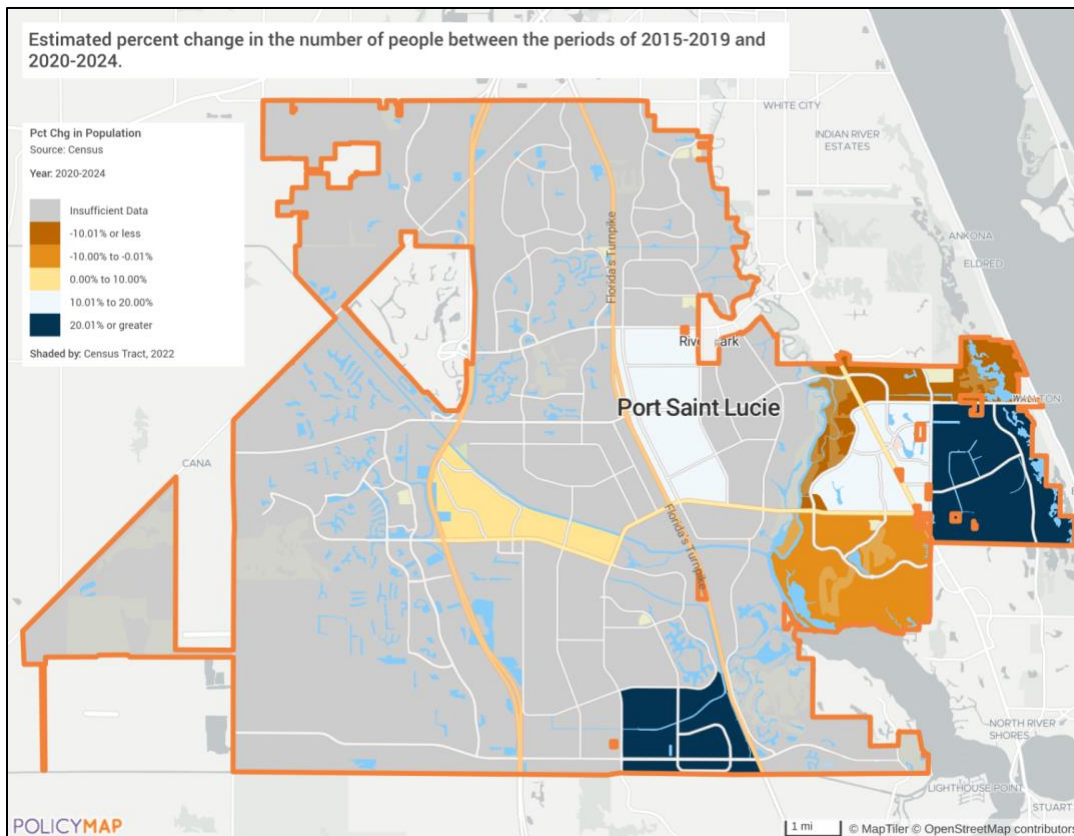 Estimated percent change in the number of people between the periods of 2015-2019 and
2020-2024.
Pct Chg in Population
Source: Census
Year: 2020-2024
Insufficient Data
-10.01% or less
-10.00% to -0.01%
0.00% to 10.00%
10.01% to 20.00%
20.01% or greater
Shaded by: Census Tract, 2022
WHITE CITY
INDIAN RIVER
ESTATES
ANKONA
ELDRED
Florida's Turnpike
Port Saint Lucie
CANA
Florida's Turnpike
NORTH RIVER
SHORES
LIGHTHOUSE POINT
STUART
POLICYMAP
1 mi
© MapTiler © OpenStreetMap contributors